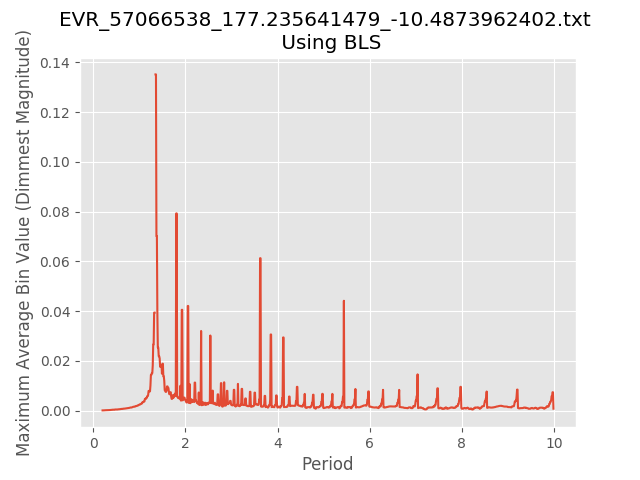 EVR_57066538_177.235641479_-10.4873962402.txt
Using BLS
Maximum Average Bin Value (Dimmest Magnitude)
0.14
0.12
0.10
0.08
0.06
0.04
0.02
0.00
0 2 4 6 8 10
Period